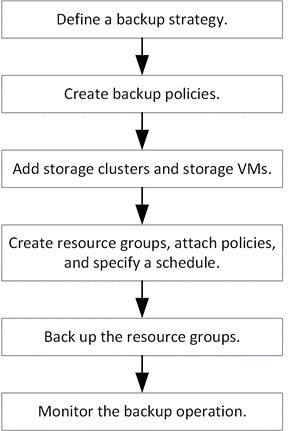 Define a backup strategy.
Create backup policies.
Add storage clusters and storage VMs.
Create resource groups, attach policies,
and specify a schedule.
Back up the resource groups.
Monitor the backup operation.